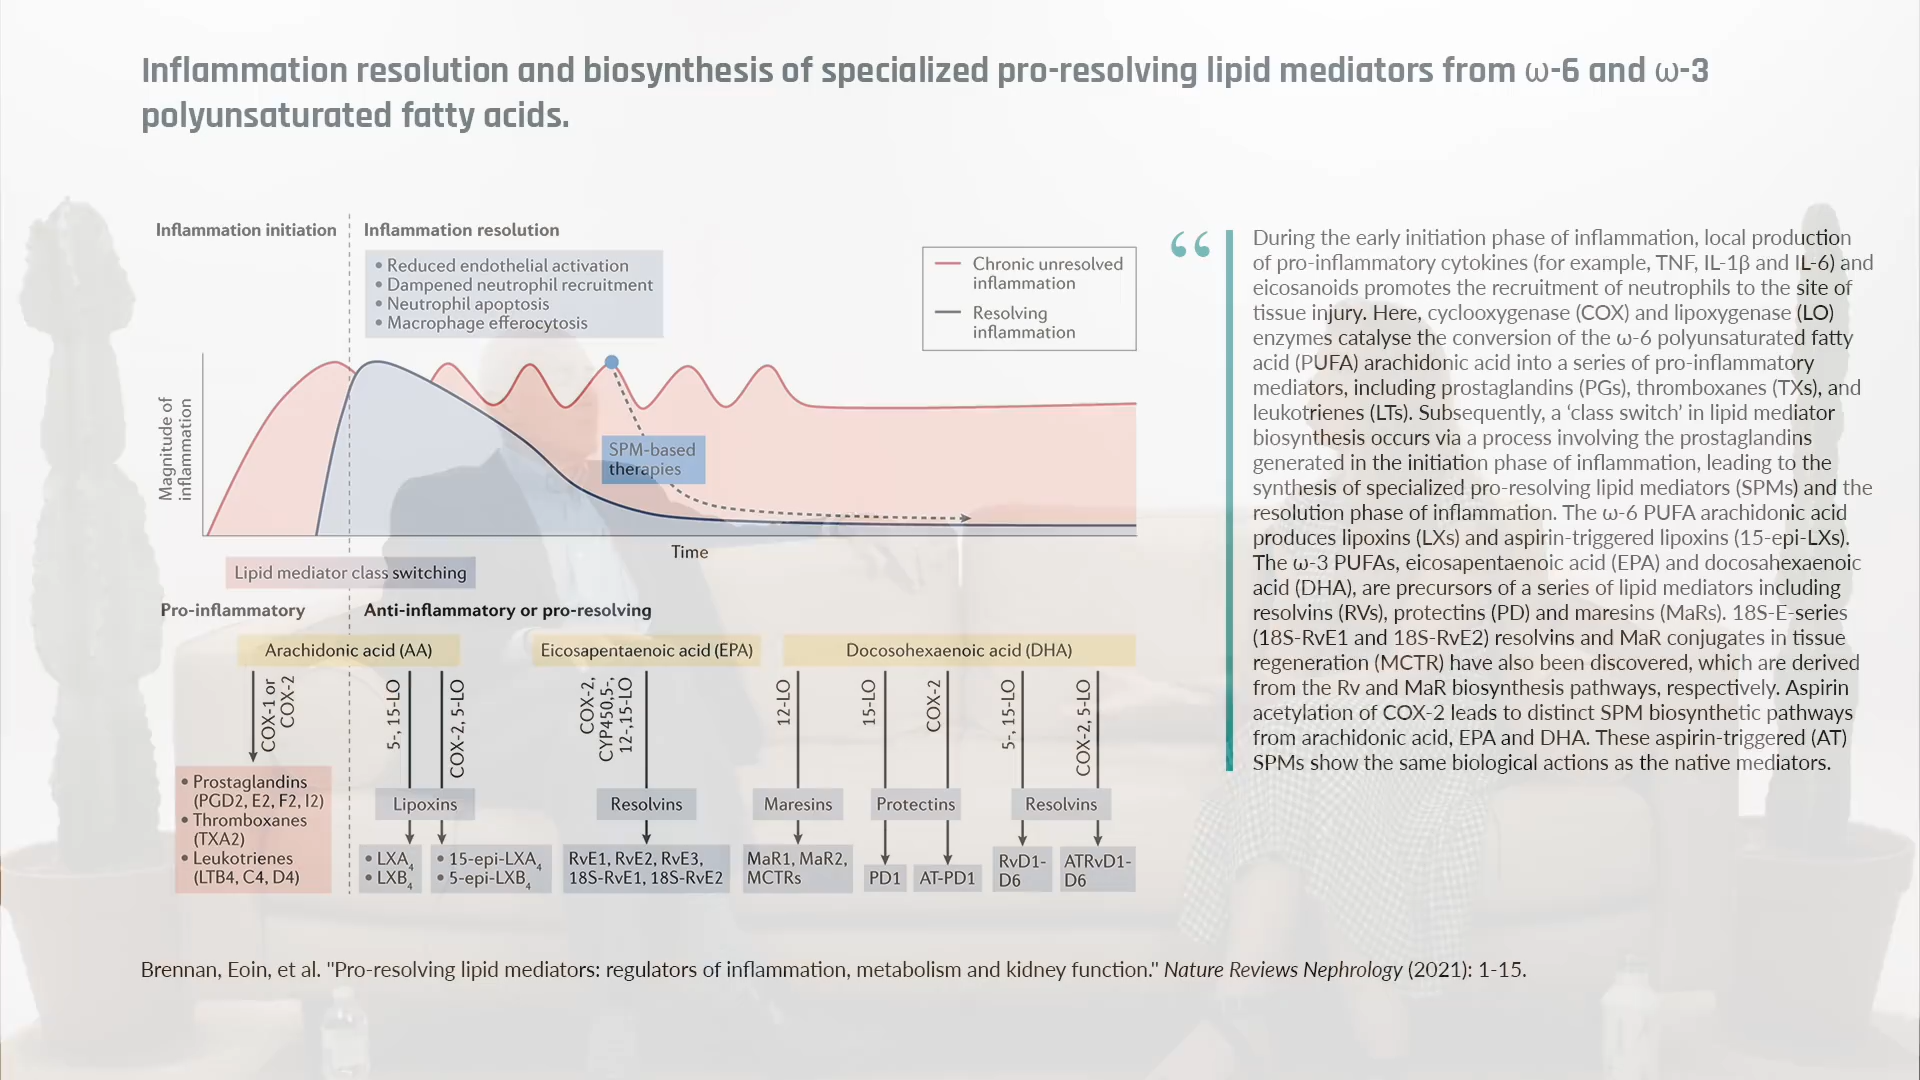 Inflammation resolution and biosynthesis of specialized pro-resolving lipid mediators from ω-6 and ω-3
polyunsaturated fatty acids.
Inflammation initiation
Inflammation resolution
• Reduced endothelial activation
• Dampened neutrophil recruitment
• Neutrophil apoptosis
• Macrophage efferocytosis
Chronic unresolved
inflammation
Resolving
inflammation
Magnitude of
inflammation
SPM-based
therapies
Time
Lipid mediator class switching
Pro-inflammatory
Anti-inflammatory or pro-resolving
Arachidonic acid (AA)
Eicosapentaenoic acid (EPA)
Docosohexaenoic acid (DHA)
COX-1 or
COX-2
5-, 15-LO
COX-2, 5-LO
COX-2,
CYP450,5-,
12-,15-LO
12-LO
15-LO
COX-2
5-, 15-LO
COX-2, 5-LO
• Prostaglandins
(PGD2, E2, F2, I2)
• Thromboxanes
(TXA2)
• Leukotrienes
(LTB4, C4, D4)
Lipoxins
Resolvins
Maresins
Protectins
Resolvins
• LXA4
• LXB4
• 15-epi-LXA4
• 5-epi-LXB4
RvE1, RvE2, RvE3,
18S-RvE1, 18S-RvE2
MaR1, MaR2,
MCTRs
PD1
AT-PD1
RvD1-
D6
ATRvD1-
D6
“
During the early initiation phase of inflammation, local production
of pro-inflammatory cytokines (for example, TNF, IL-1β and IL-6) and
eicosanoids promotes the recruitment of neutrophils to the site of
tissue injury. Here, cyclooxygenase (COX) and lipoxygenase (LO)
enzymes catalyse the conversion of the ω-6 polyunsaturated fatty
acid (PUFA) arachidonic acid into a series of pro-inflammatory
mediators, including prostaglandins (PGs), thromboxanes (TXs), and
leukotrienes (LTs). Subsequently, a ‘class switch’ in lipid mediator
biosynthesis occurs via a process involving the prostaglandins
generated in the initiation phase of inflammation, leading to the
synthesis of specialized pro-resolving lipid mediators (SPMs) and the
resolution phase of inflammation. The ω-6 PUFA arachidonic acid
produces lipoxins (LXs) and aspirin-triggered lipoxins (15-epi-LXs).
The ω-3 PUFAs, eicosapentaenoic acid (EPA) and docosahexaenoic
acid (DHA), are precursors of a series of lipid mediators including
resolvins (RVs), protectins (PD) and maresins (MaRs). 18S-E-series
(18S-RvE1 and 18S-RvE2) resolvins and MaR conjugates in tissue
regeneration (MCTR) have also been discovered, which are derived
from the Rv and MaR biosynthesis pathways, respectively. Aspirin
acetylation of COX-2 leads to distinct SPM biosynthetic pathways
from arachidonic acid, EPA and DHA. These aspirin-triggered (AT)
SPMs show the same biological actions as the native mediators.
Brennan, Eoin, et al. "Pro-resolving lipid mediators: regulators of inflammation, metabolism and kidney function." Nature Reviews Nephrology (2021): 1-15.